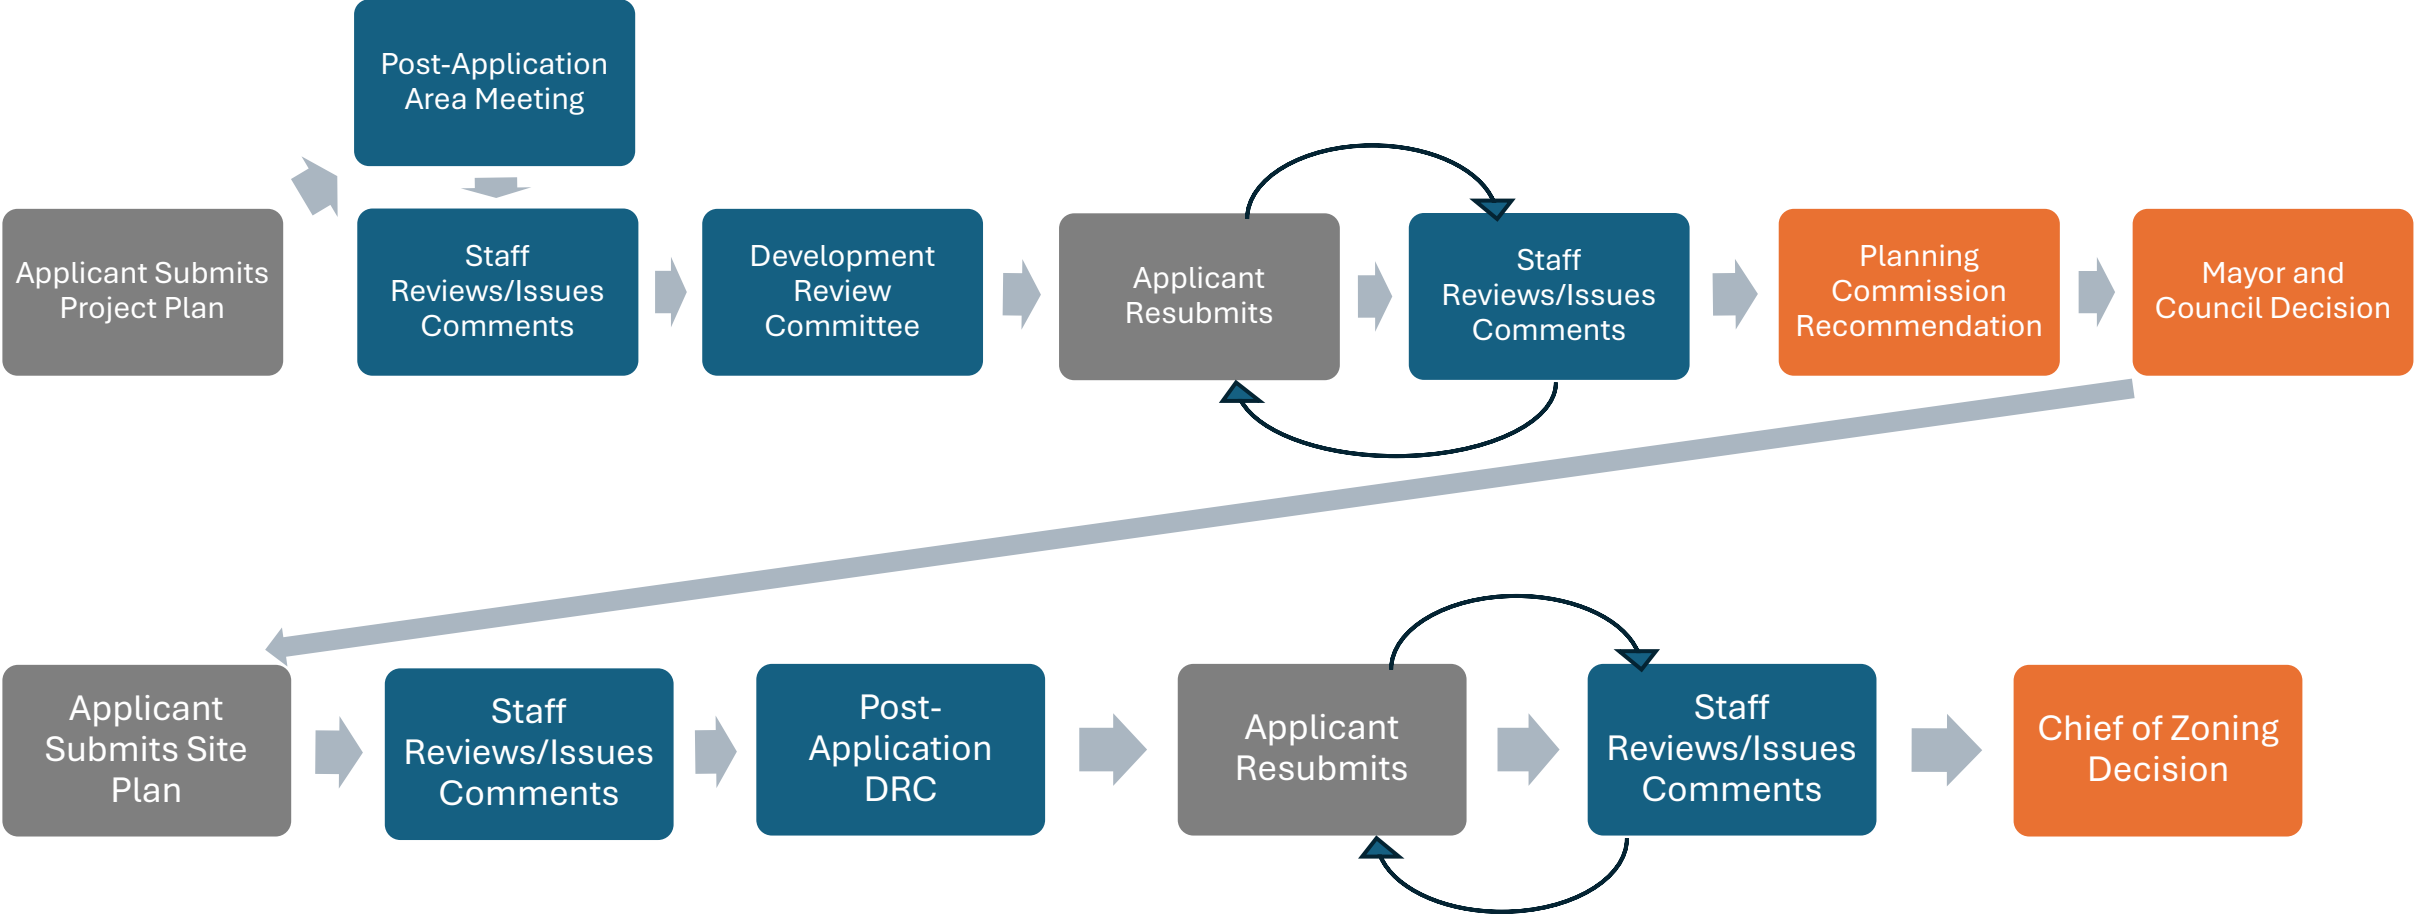 Post-Application
Area Meeting
Applicant Submits
Project Plan
Staff
Reviews/Issues
Comments
Development
Review
Committee
Applicant
Resubmits
Staff
Reviews/Issues
Comments
Planning
Commission
Recommendation
Mayor and
Council Decision
Applicant
Submits Site
Plan
Staff
Reviews/Issues
Comments
Post-
Application
DRC
Applicant
Resubmits
Staff
Reviews/Issues
Comments
Chief of Zoning
Decision